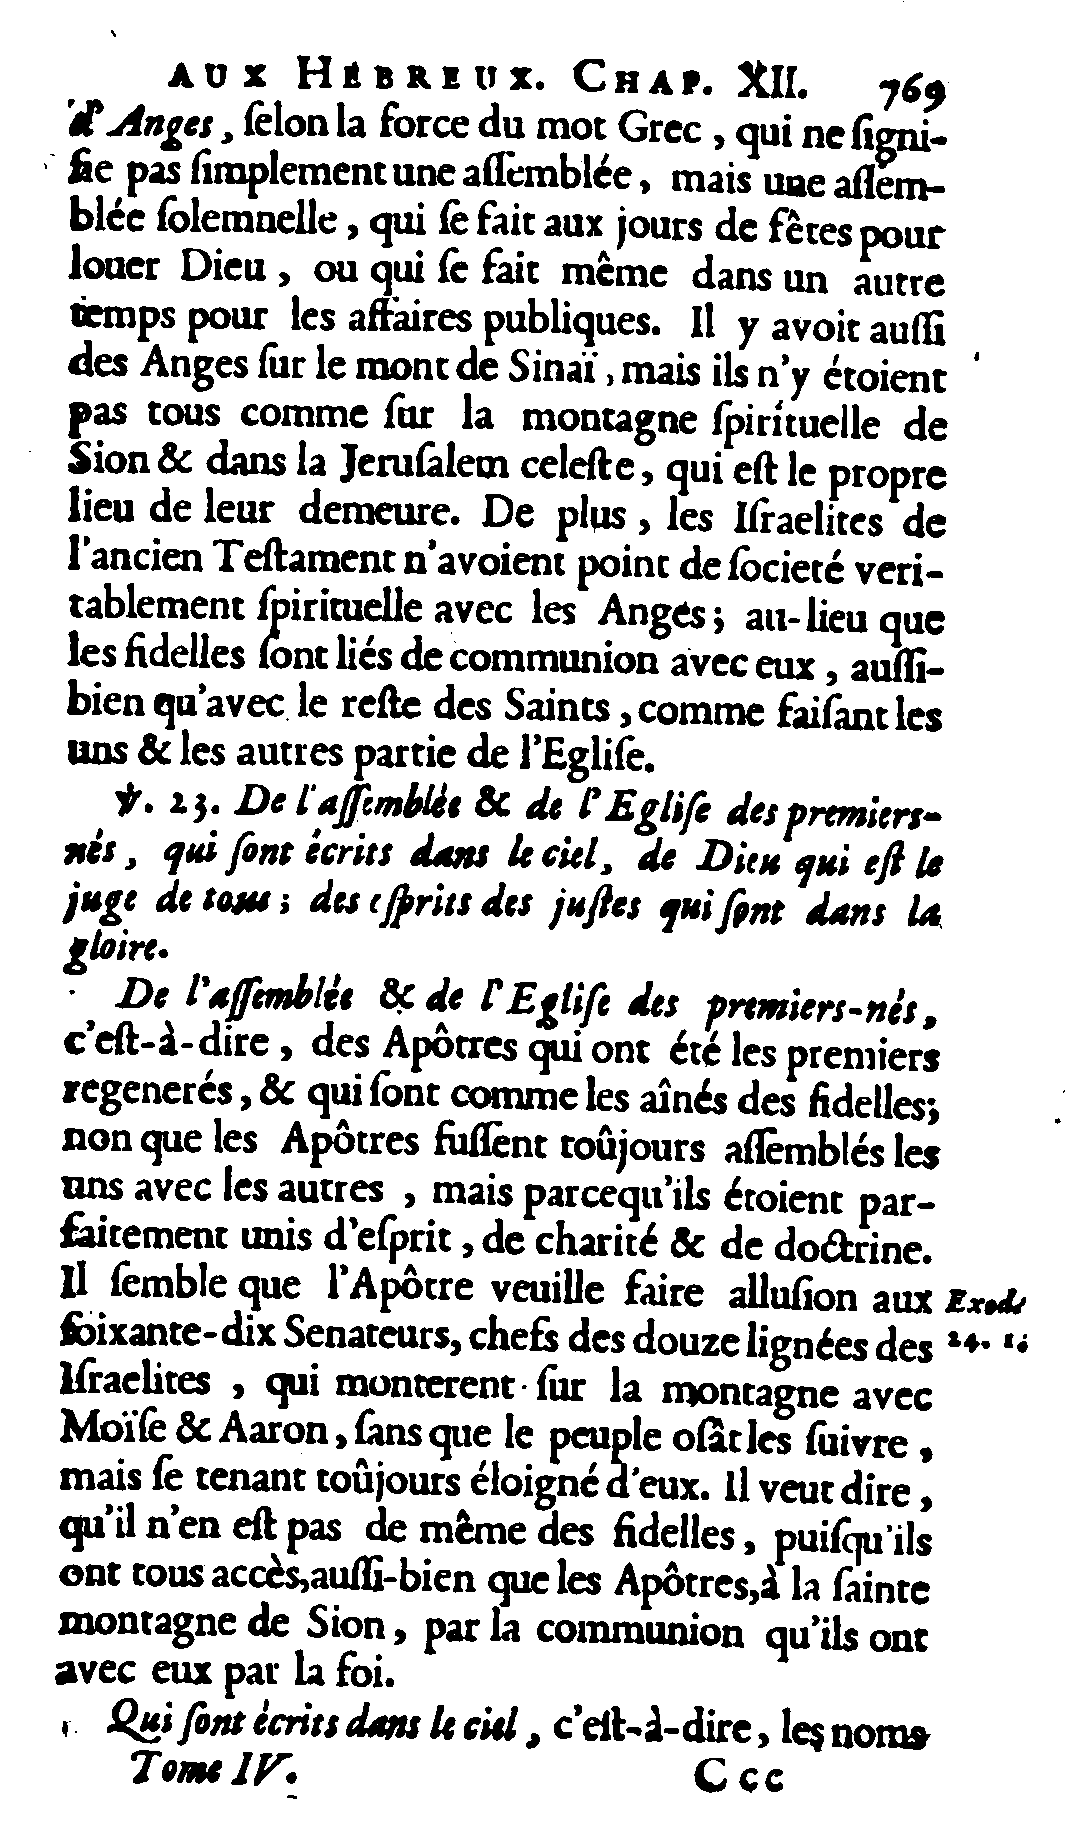 AUX HÉBREUX. CHAP. XII. 769
d'Anges, ſelon la force du mot Grec, qui ne ſigni-
fie pas ſimplement une aſſemblée, mais une aſſem-
blée ſolemnelle, qui ſe fait aux jours de fêtes pour
louer Dieu, ou qui ſe fait même dans un autre
temps pour les affaires publiques. Il y avoit auſſi
des Anges ſur le mont de Sinaï, mais ils n'y étoient
pas tous comme ſur la montagne ſpirituelle de
Sion & dans la Jeruſalem celeſte, qui eſt le propre
lieu de leur demeure. De plus, les Iſraelites de
l'ancien Teſtament n'avoient point de ſocieté veri-
tablement ſpirituelle avec les Anges; au-lieu que
les fidelles ſont liés de communion avec eux, auſſi-
bien qu'avec le reſte des Saints, comme faiſant les
uns & les autres partie de l'Egliſe.
℣. 23. De l'aſſemblée & de l'Egliſe des premiers-
nés, qui ſont écrits dans le ciel, de Dieu qui eſt le
juge de tous; des eſprits des juſtes qui ſont dans la
gloire.
De l'aſſemblée & de l'Egliſe des premiers-nés,
c'eſt-à-dire, des Apôtres qui ont été les premiers
regenerés, & qui ſont comme les aînés des fidelles;
non que les Apôtres fuſſent toûjours aſſemblés les
uns avec les autres, mais parcequ'ils étoient par-
faitement unis d'eſprit, de charité & de doctrine.
Il ſemble que l'Apôtre veuille faire alluſion aux Exode
ſoixante-dix Senateurs, chefs des douze lignées des 24. 1.
Iſraelites, qui monterent ſur la montagne avec
Moïſe & Aaron, ſans que le peuple oſât les ſuivre,
mais ſe tenant toûjours éloigné d'eux. Il veut dire,
qu'il n'en eſt pas de même des fidelles, puiſqu'ils
ont tous accès, auſſi-bien que les Apôtres, à la ſainte
montagne de Sion, par la communion qu'ils ont
avec eux par la foi.
Qui ſont écrits dans le ciel, c'eſt-à-dire, les noms
Tome IV. Ccc